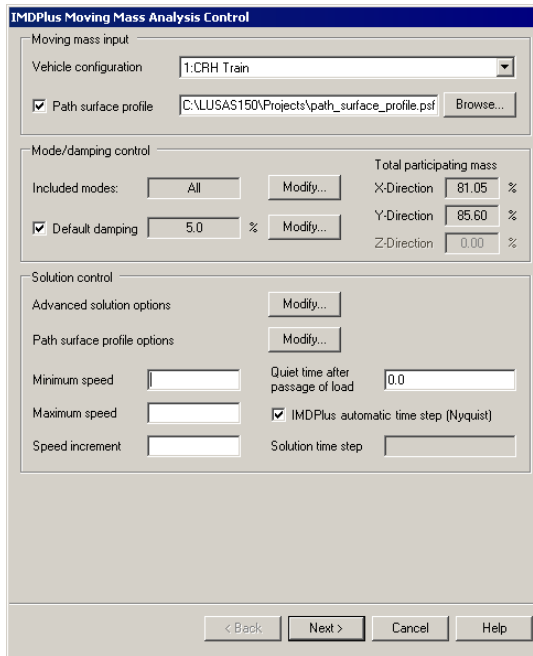 IMDPlus Moving Mass Analysis Control
Moving mass input
Vehicle configuration 1:CRH Train
Path surface profile C:\LUSAS150\Projects\path_surface_profile.psf Browse...
Mode/damping control
Total participating mass
Included modes: All Modify... X-Direction 81.05 %
Default damping 5.0 % Modify... Y-Direction 85.60 %
Z-Direction 0.00 %
Solution control
Advanced solution options Modify...
Path surface profile options Modify...
Minimum speed Quiet time after passage of load 0.0
Maximum speed IMDPlus automatic time step (Nyquist)
Speed increment Solution time step
< Back Next > Cancel Help